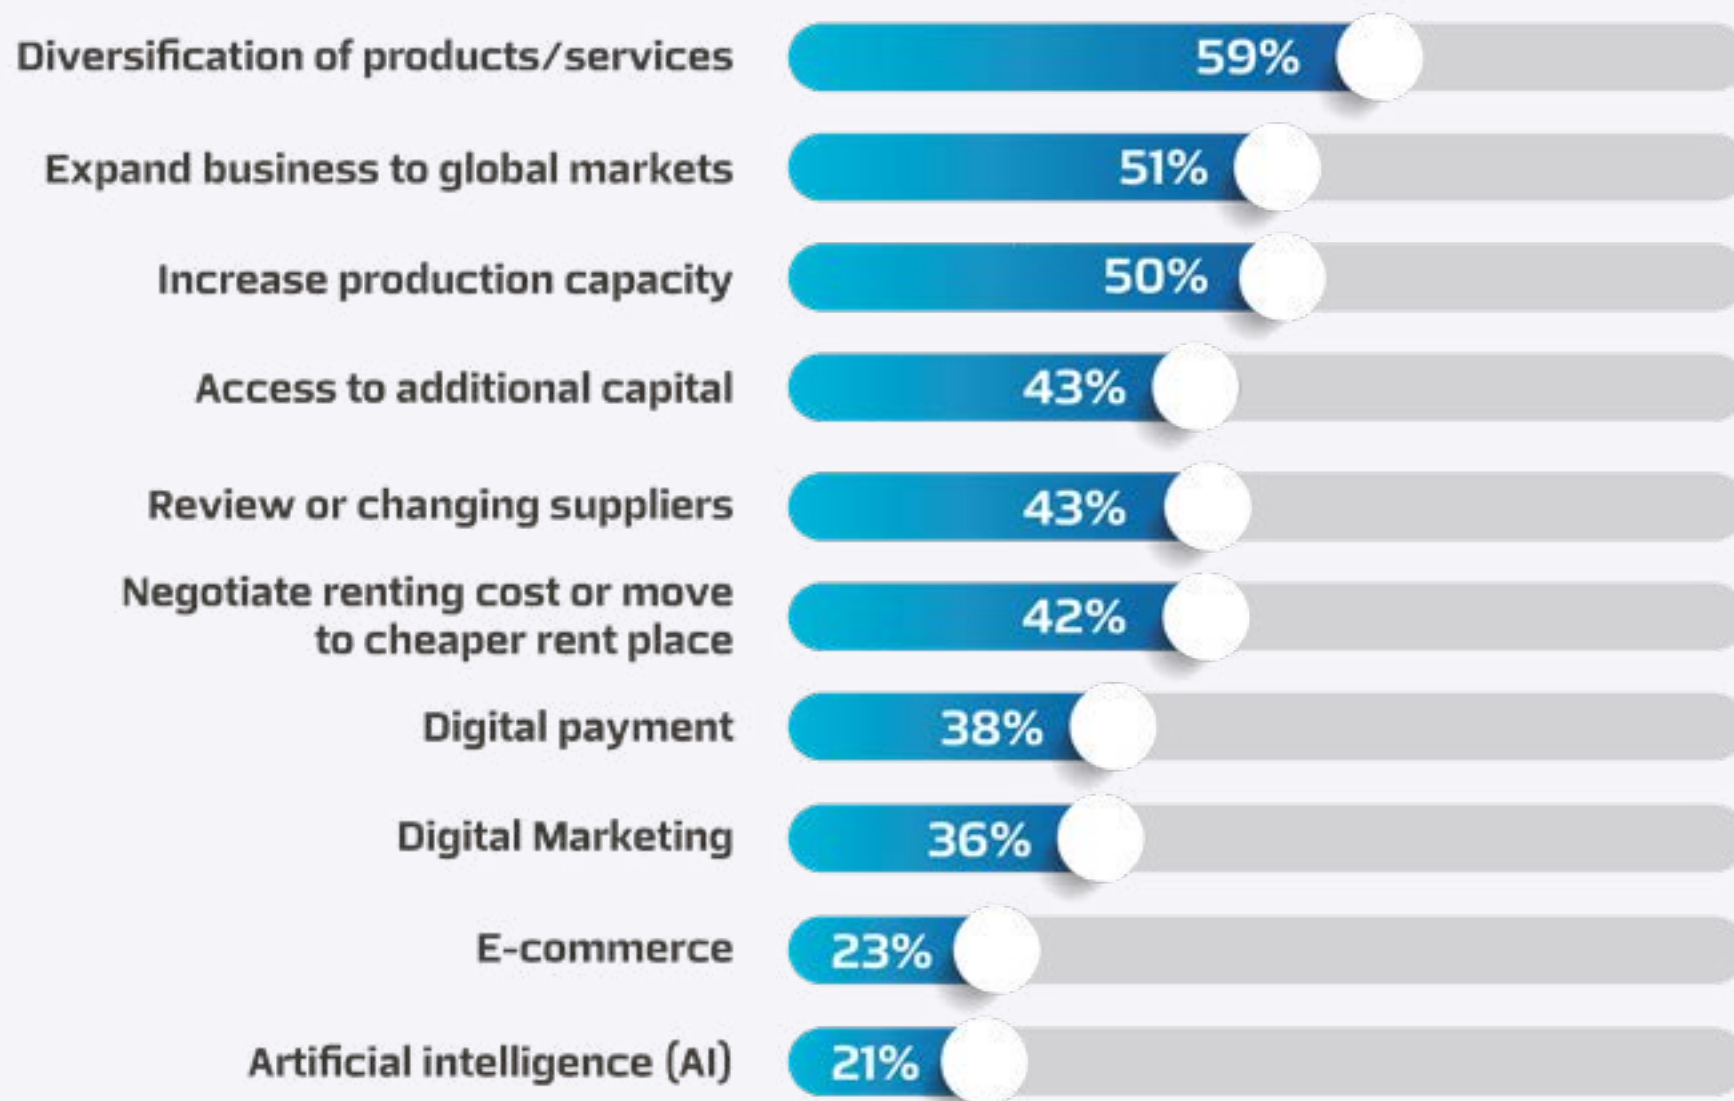 Diversification of products/services 59%
Expand business to global markets 51%
Increase production capacity 50%
Access to additional capital 43%
Review or changing suppliers 43%
Negotiate renting cost or move
to cheaper rent place 42%
Digital payment 38%
Digital Marketing 36%
E-commerce 23%
Artificial intelligence (AI) 21%